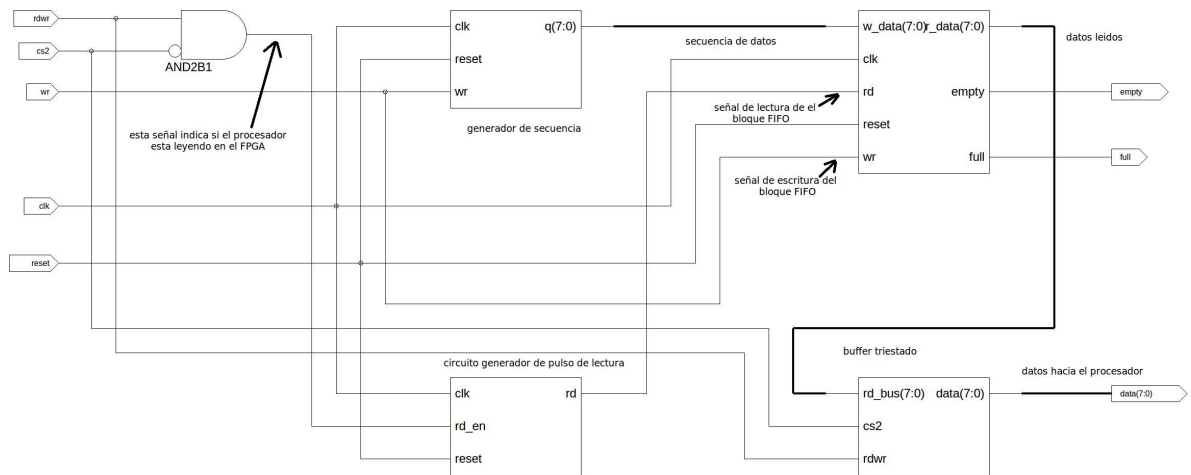 rdwr
cs2
wr
clk
reset
AND2B1
esta señal indica si el procesador
esta leyendo en el FPGA
clk
reset
wr
q(7:0)
generador de secuencia
secuencia de datos
w_data(7:0)
r_data(7:0)
clk
rd
empty
reset
wr
full
señal de lectura de el
bloque FIFO
señal de escritura del
bloque FIFO
datos leidos
empty
full
circuito generador de pulso de lectura
clk
rd
rd_en
reset
buffer triestado
rd_bus(7:0)
data(7:0)
cs2
rdwr
datos hacia el procesador
data(7:0)